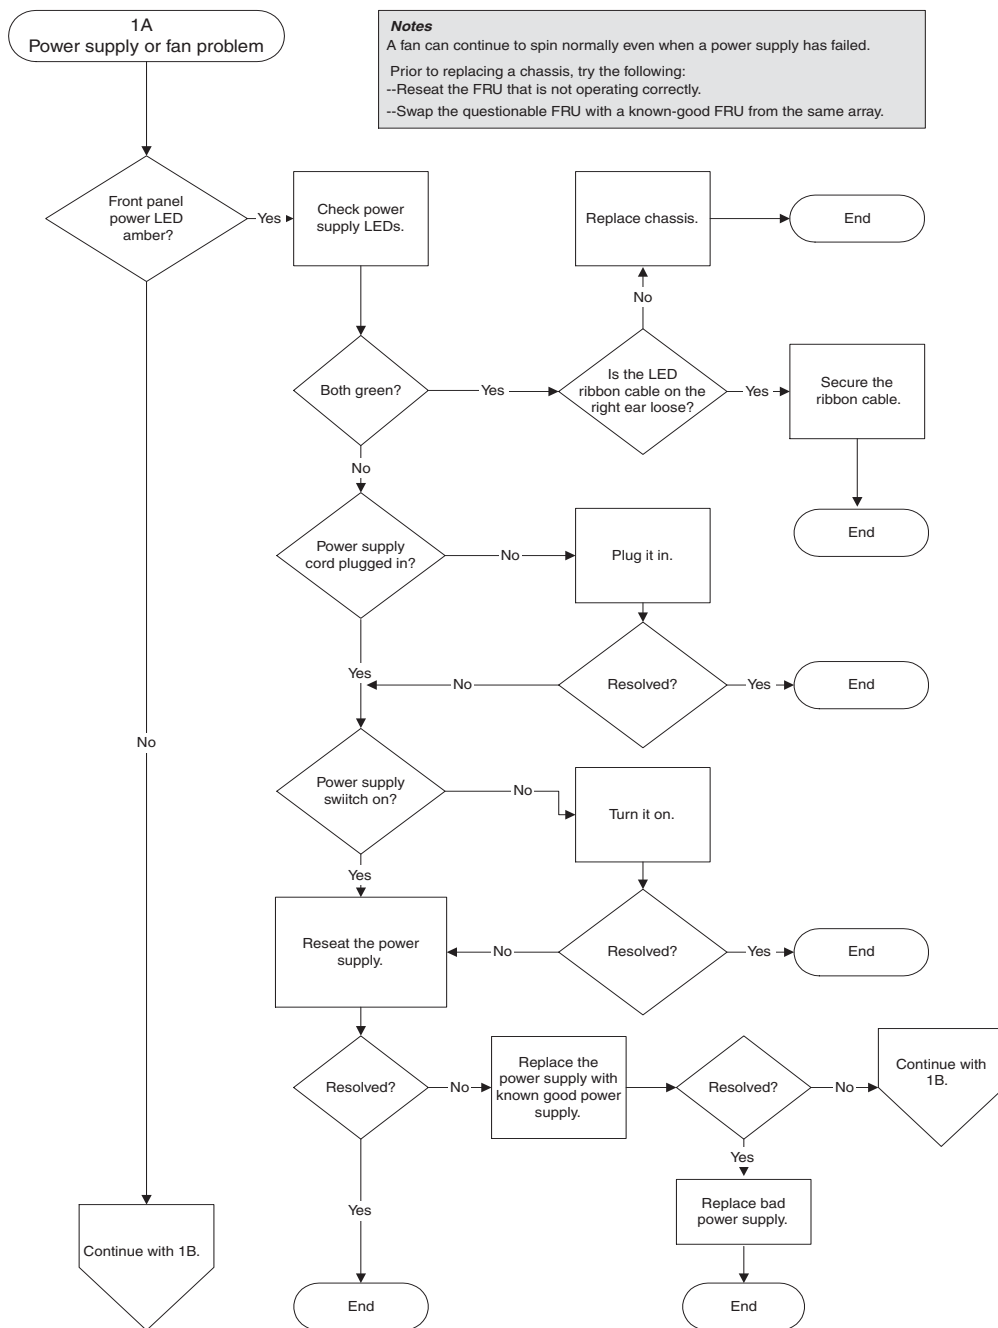 1A
Power supply or fan problem
Notes
A fan can continue to spin normally even when a power supply has failed.
Prior to replacing a chassis, try the following:
--Reseat the FRU that is not operating correctly.
--Swap the questionable FRU with a known-good FRU from the same array.
Front panel
power LED
amber?
Yes
Check power
supply LEDs.
Replace chassis.
End
No
Both green?
Yes
Is the LED
ribbon cable on the
right ear loose?
Yes
Secure the
ribbon cable.
No
End
Power supply
cord plugged in?
No
Plug it in.
Yes
No
Resolved?
Yes
End
No
Power supply
swiitch on?
No
Turn it on.
Yes
Reseat the power
supply.
No
Resolved?
Yes
End
Resolved?
No
Replace the
power supply with
known good power
supply.
Resolved?
No
Continue with
1B.
Yes
Yes
Replace bad
power supply.
Continue with 1B.
End
End